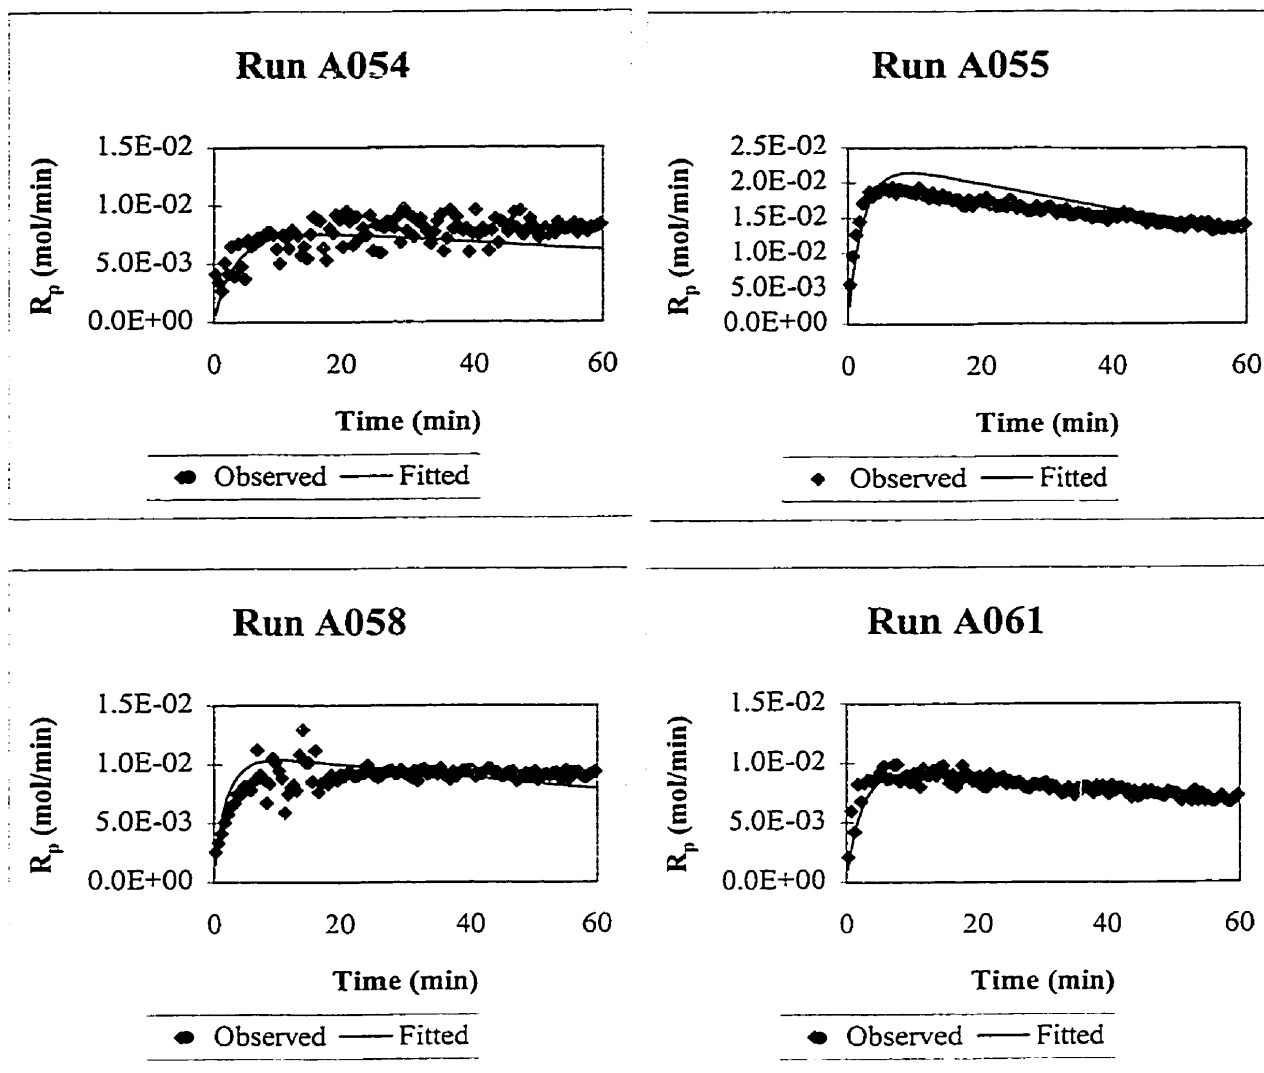 Run A054
R_p (mol/min)
1.5E-02
1.0E-02
5.0E-03
0.0E+00
0 20 40 60
Time (min)
Observed Fitted
Run A055
R_p (mol/min)
2.5E-02
2.0E-02
1.5E-02
1.0E-02
5.0E-03
0.0E+00
0 20 40 60
Time (min)
Observed Fitted
Run A058
R_p (mol/min)
1.5E-02
1.0E-02
5.0E-03
0.0E+00
0 20 40 60
Time (min)
Observed Fitted
Run A061
R_p (mol/min)
1.5E-02
1.0E-02
5.0E-03
0.0E+00
0 20 40 60
Time (min)
Observed Fitted